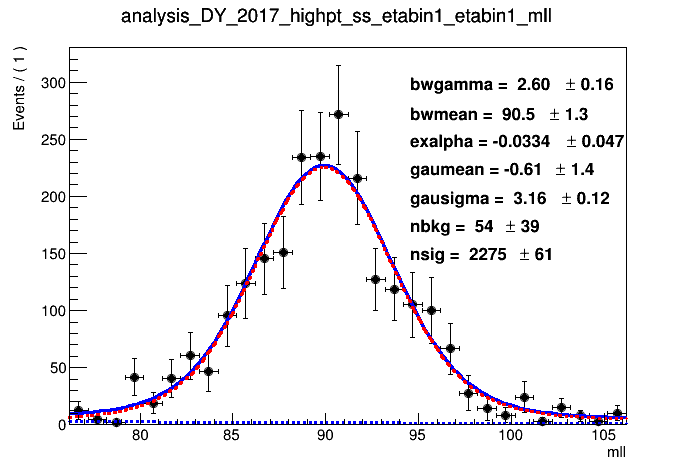 analysis_DY_2017_highpt_ss_etabin1_etabin1_mll
Events / ( 1 )
300
250
200
150
100
50
0
bwgamma = 2.60 ± 0.16
bwmean = 90.5 ± 1.3
exalpha = -0.0334 ± 0.047
gaumean = -0.61 ± 1.4
gausigma = 3.16 ± 0.12
nbkg = 54 ± 39
nsig = 2275 ± 61
80 85 90 95 100 105
mll